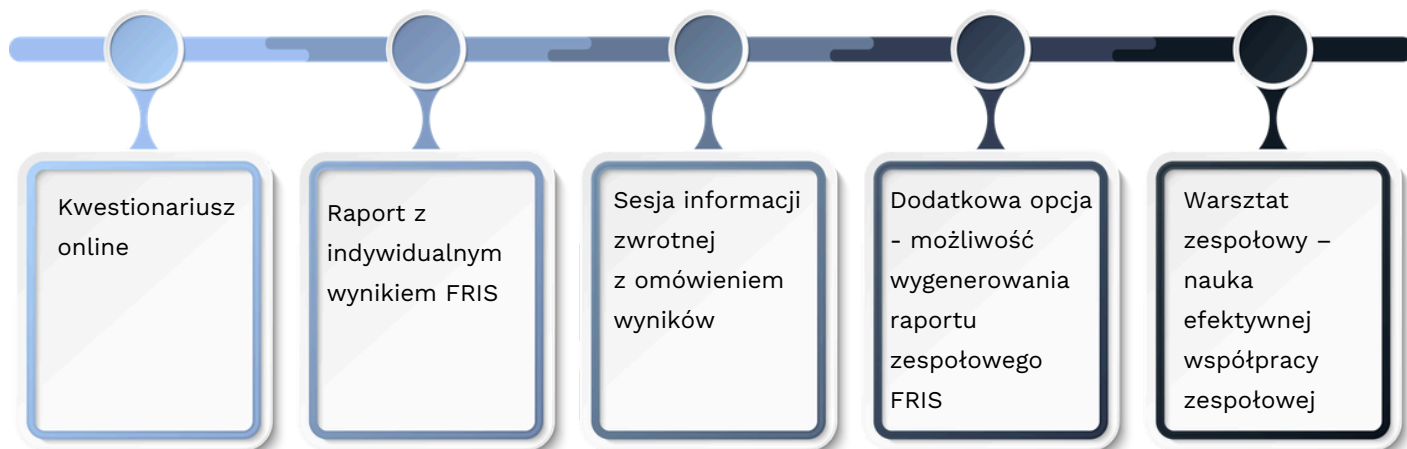 Kwestionariusz
online
Raport z
indywidualnym
wynikiem FRIS
Sesja informacji
zwrotnej
z omówieniem
wyników
Dodatkowa opcja
- możliwość
wygenerowania
raportu
zespołowego
FRIS
Warsztat
zespołowy –
nauka
efektywnej
współpracy
zespołowej